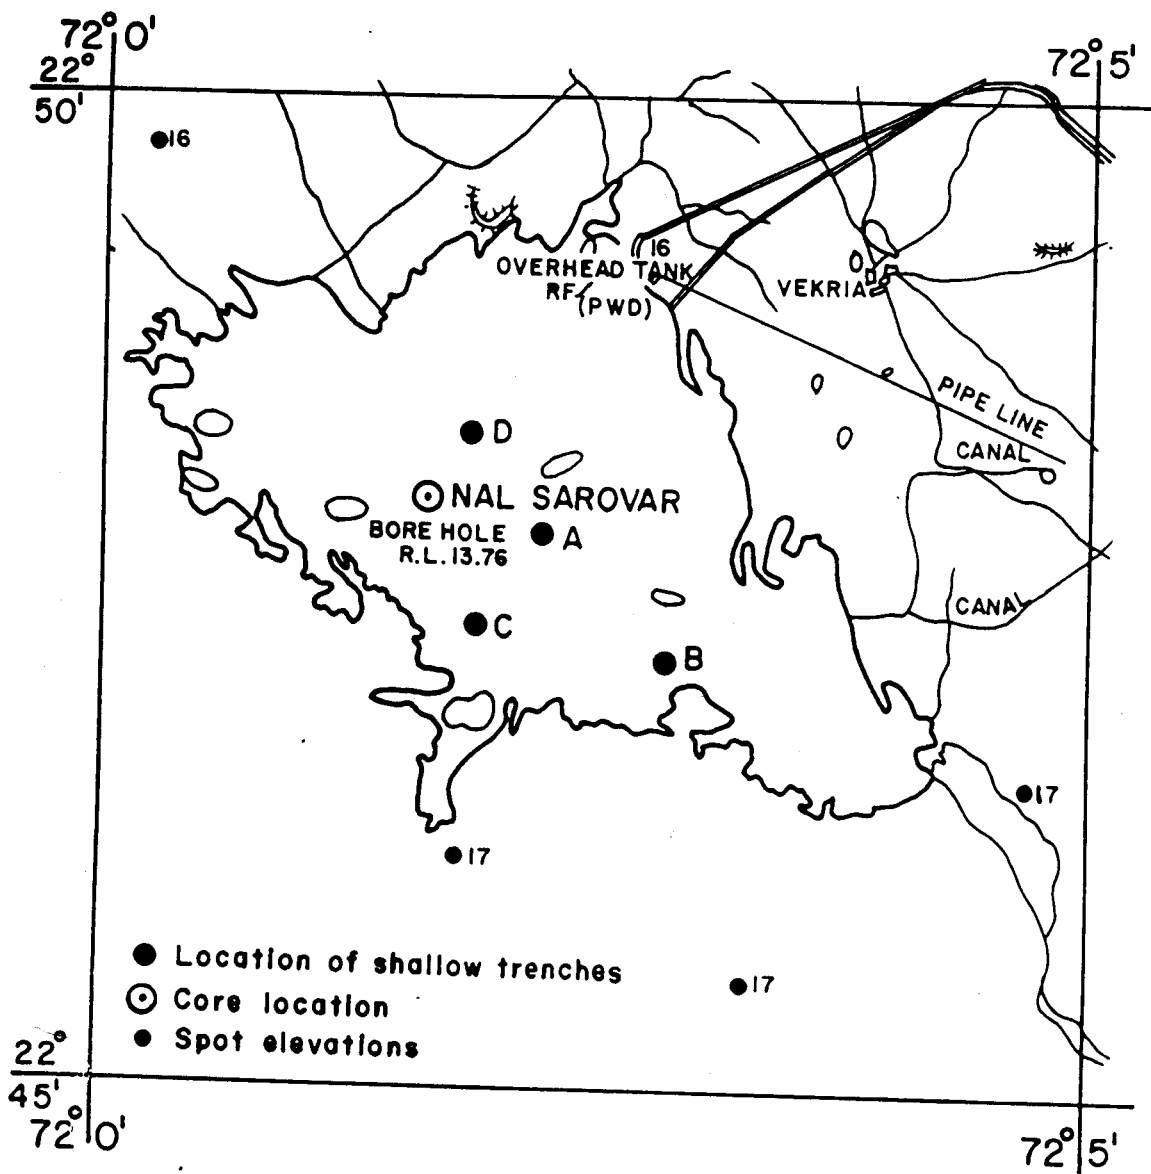 72°0'
22°
50'
72°5'
16
16
OVERHEAD TANK
RF
(PWD)
VEKRIA
PIPE LINE
CANAL
D
NAL SAROVAR
BORE HOLE
R.L.13.76
A
CANAL
C
B
17
17
17
Location of shallow trenches
Core location
Spot elevations
22°
45'
72°0'
72°5'